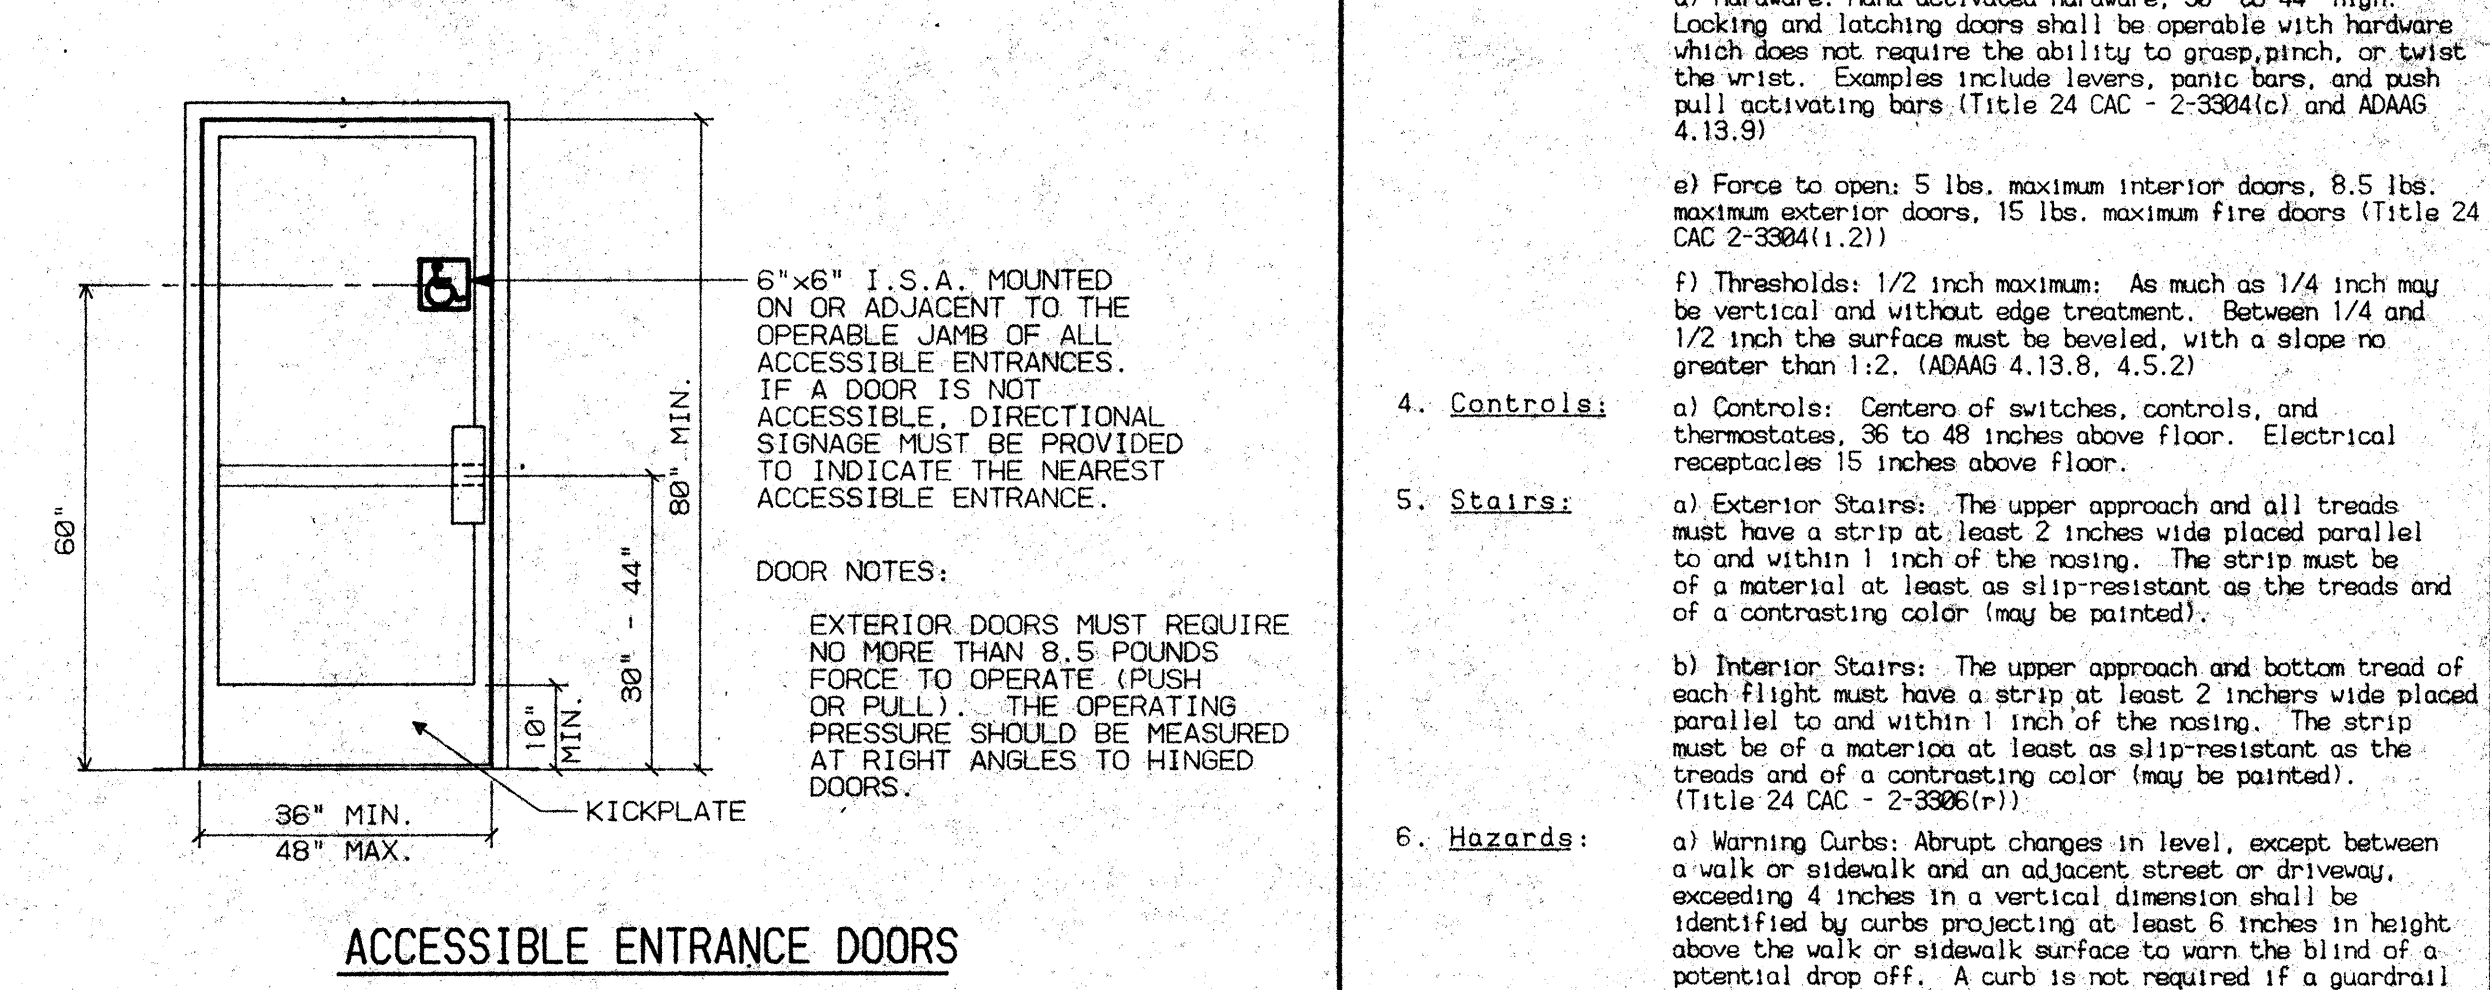 6"x6" I.S.A. MOUNTED
ON OR ADJACENT TO THE
OPERABLE JAMB OF ALL
ACCESSIBLE ENTRANCES.
IF A DOOR IS NOT
ACCESSIBLE, DIRECTIONAL
SIGNAGE MUST BE PROVIDED
TO INDICATE THE NEAREST
ACCESSIBLE ENTRANCE.
60"
80" MIN.
30" - 44"
10"
MIN.
DOOR NOTES:
EXTERIOR DOORS MUST REQUIRE
NO MORE THAN 8.5 POUNDS
FORCE TO OPERATE (PUSH
OR PULL). THE OPERATING
PRESSURE SHOULD BE MEASURED
AT RIGHT ANGLES TO HINGED
DOORS.
KICKPLATE
36" MIN.
48" MAX.
ACCESSIBLE ENTRANCE DOORS
d) Hardware: Hand activated hardware, 30" to 44" high.
Locking and latching doors shall be operable with hardware
which does not require the ability to grasp,pinch, or twist
the wrist. Examples include levers, panic bars, and push
pull activating bars (Title 24 CAC - 2-3304(c) and ADAAG
4.13.9)
e) Force to open: 5 lbs. maximum interior doors, 8.5 lbs.
maximum exterior doors, 15 lbs. maximum fire doors (Title 24
CAC 2-3304(i.2))
f) Thresholds: 1/2 inch maximum: As much as 1/4 inch may
be vertical and without edge treatment. Between 1/4 and
1/2 inch the surface must be beveled, with a slope no
greater than 1:2. (ADAAG 4.13.8, 4.5.2)
4. Controls: a) Controls: Centero of switches, controls, and
thermostates, 36 to 48 inches above floor. Electrical
receptacles 15 inches above floor.
5. Stairs: a) Exterior Stairs: The upper approach and all treads
must have a strip at least 2 inches wide placed parallel
to and within 1 inch of the nosing. The strip must be
of a material at least as slip-resistant as the treads and
of a contrasting color (may be painted).
b) Interior Stairs: The upper approach and bottom tread of
each flight must have a strip at least 2 inchers wide placed
parallel to and within 1 inch of the nosing. The strip
must be of a materioa at least as slip-resistant as the
treads and of a contrasting color (may be painted).
(Title 24 CAC - 2-3306(r))
6. Hazards: a) Warning Curbs: Abrupt changes in level, except between
a walk or sidewalk and an adjacent street or driveway,
exceeding 4 inches in a vertical dimension shall be
identified by curbs projecting at least 6 inches in height
above the walk or sidewalk surface to warn the blind of a
potential drop off. A curb is not required if a guardrail